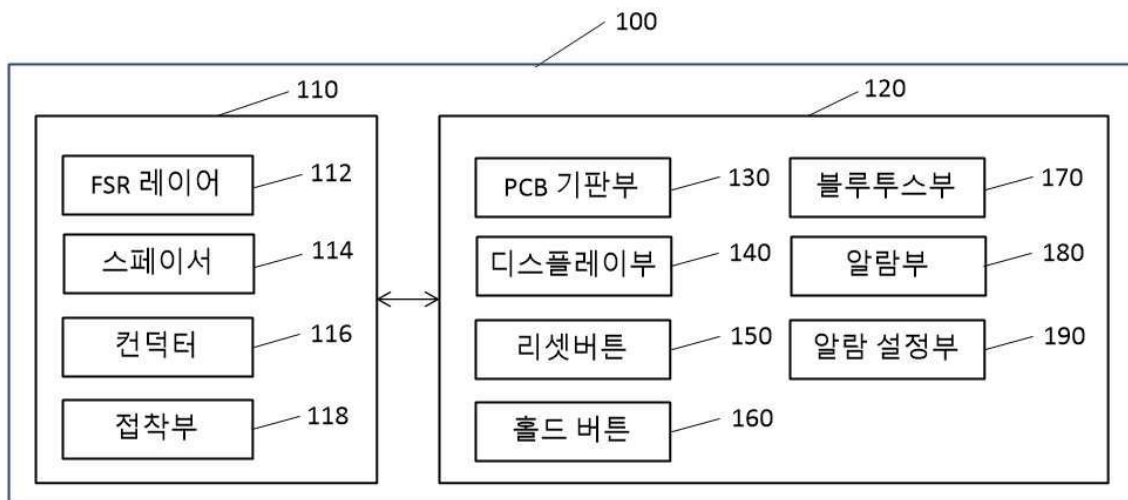 100
110
120
FSR 레이어
112
스페이서
114
컨덕터
116
접착부
118
PCB 기판부
130
디스플레이부
140
리셋버튼
150
홀드 버튼
160
블루투스부
170
알람부
180
알람 설정부
190